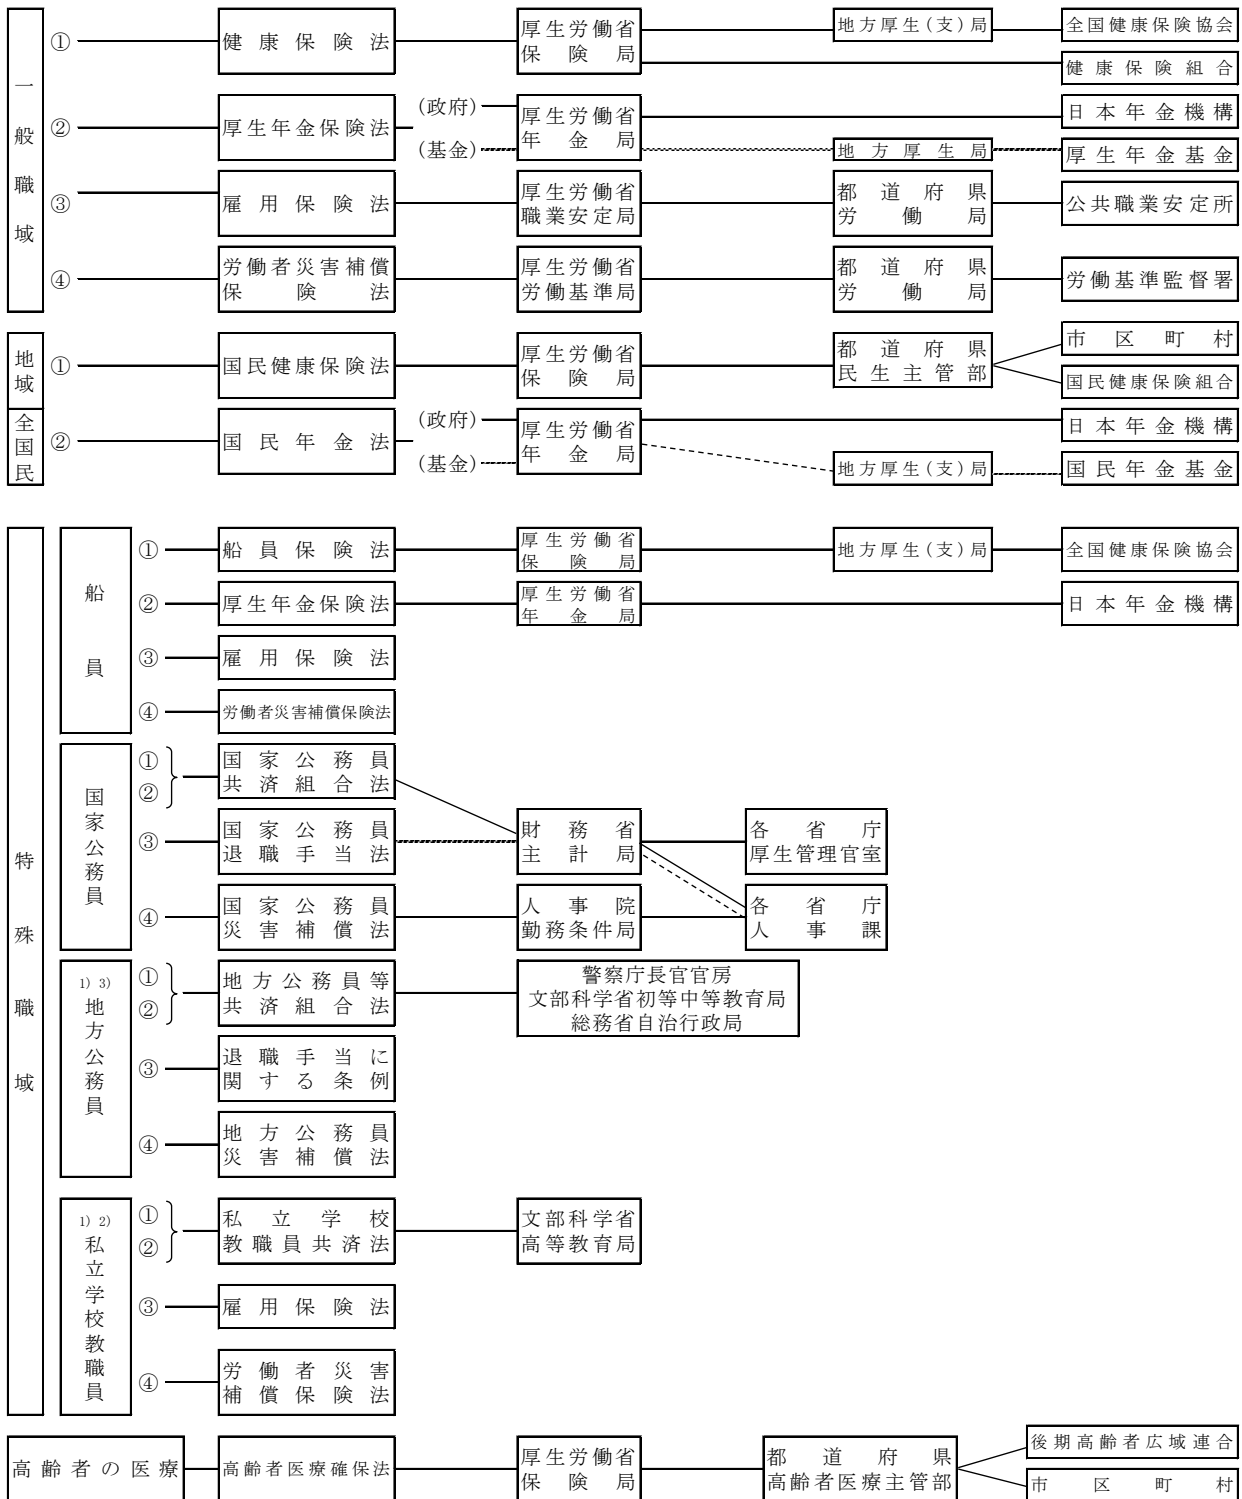 一般職域
① 健康保険法 厚生労働省保険局 地方厚生(支)局 全国健康保険協会
健康保険組合
② 厚生年金保険法 (政府) 厚生労働省年金局 日本年金機構
(基金) 地方厚生局 厚生年金基金
③ 雇用保険法 厚生労働省職業安定局 都道府県労働局 公共職業安定所
④ 労働者災害補償保険法 厚生労働省労働基準局 都道府県労働局 労働基準監督署
地域
① 国民健康保険法 厚生労働省保険局 都道府県民生主管部 市区町村
国民健康保険組合
全国民
② 国民年金法 (政府) 厚生労働省年金局 日本年金機構
(基金) 地方厚生(支)局 国民年金基金
特殊職域
船員
① 船員保険法 厚生労働省保険局 地方厚生(支)局 全国健康保険協会
② 厚生年金保険法 厚生労働省年金局 日本年金機構
③ 雇用保険法
④ 労働者災害補償保険法
国家公務員
①
② 国家公務員共済組合法
③ 国家公務員退職手当法 財務省主計局 各省庁厚生管理官室
④ 国家公務員災害補償法 人事院勤務条件局 各省庁人事課
1) 3)
地方公務員
①
② 地方公務員等共済組合法
警察庁長官官房
文部科学省初等中等教育局
総務省自治行政局
③ 退職手当に関する条例
④ 地方公務員災害補償法
1) 2)
私立学校教職員
①
② 私立学校教職員共済法 文部科学省高等教育局
③ 雇用保険法
④ 労働者災害補償保険法
高齢者の医療 高齢者医療確保法 厚生労働省保険局 都道府県高齢者医療主管部 後期高齢者広域連合
市区町村